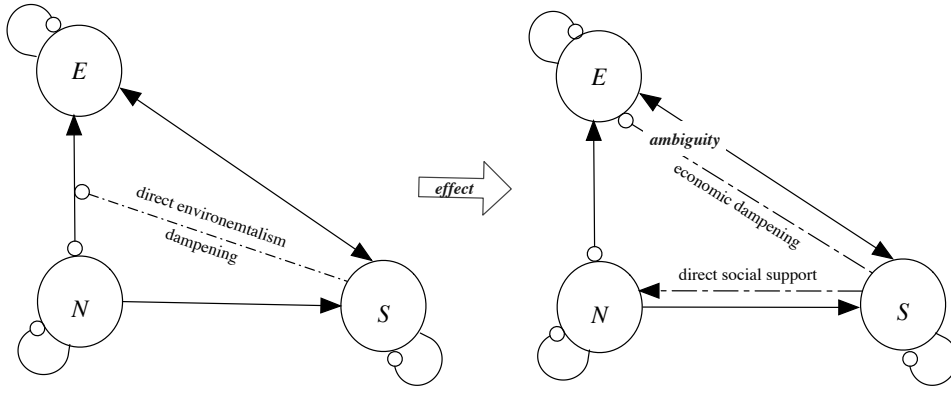 E
direct environemtalism
dampening
N
S
effect
E
ambiguity
economic dampening
direct social support
N
S